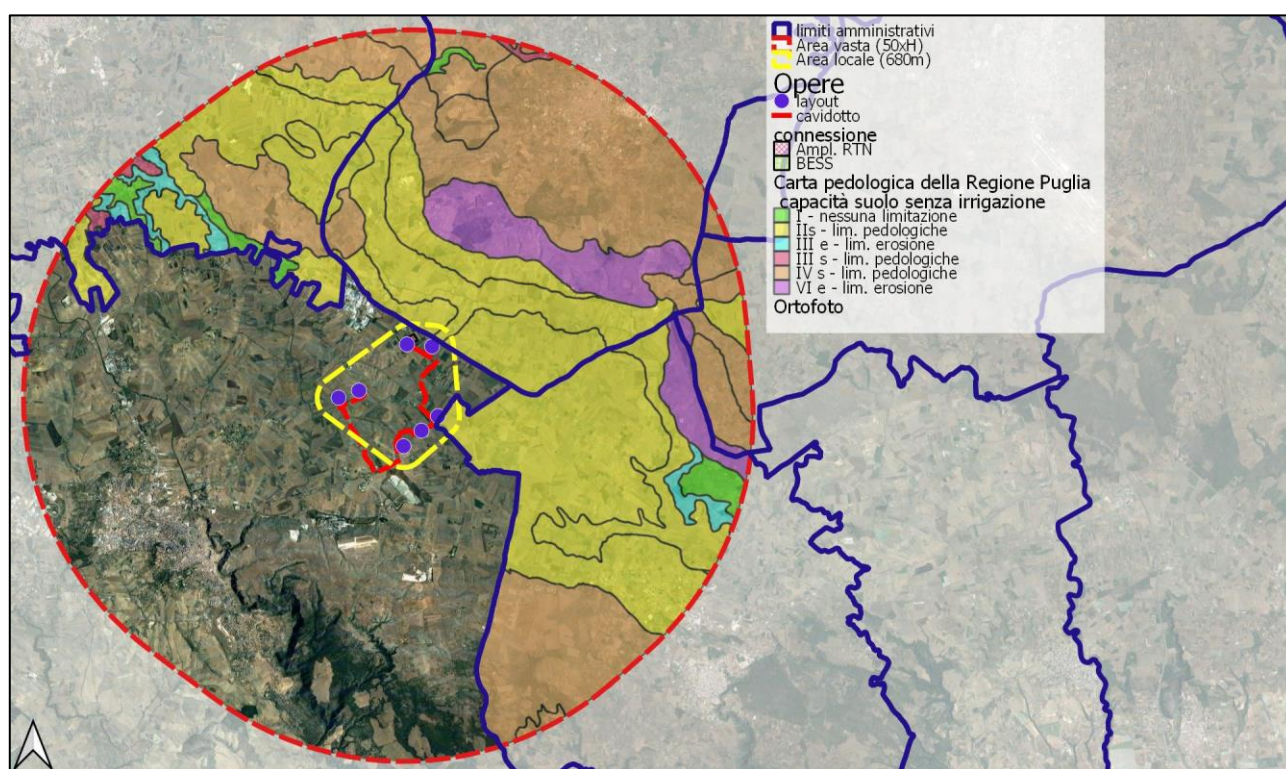 limiti amministrativi
Area vasta (50xH)
Area locale (680m)
Opere
layout
cavidotto
connessione
Ampl. RTN
BESS
Carta pedologica della Regione Puglia
capacità suolo senza irrigazione
I - nessuna limitazione
IIs - lim. pedologiche
III e - lim. erosione
III s - lim. pedologiche
IV s - lim. pedologiche
VI e - lim. erosione
Ortofoto